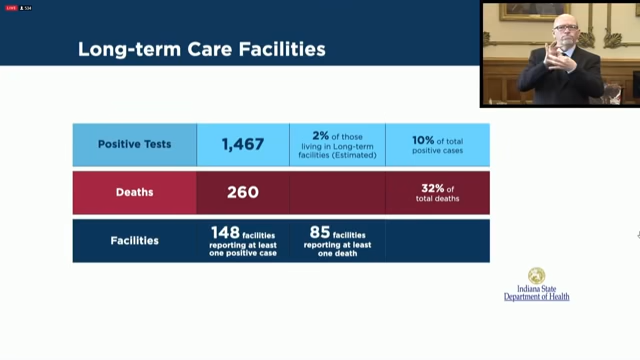 LIVE 534
Long-term Care Facilities
Positive Tests
1,467
2% of those
living in Long-term
facilities (Estimated)
10% of total
positive cases
Deaths
260
32% of
total deaths
Facilities
148 facilities
reporting at least
one positive case
85 facilities
reporting at least
one death
Indiana State
Department of Health